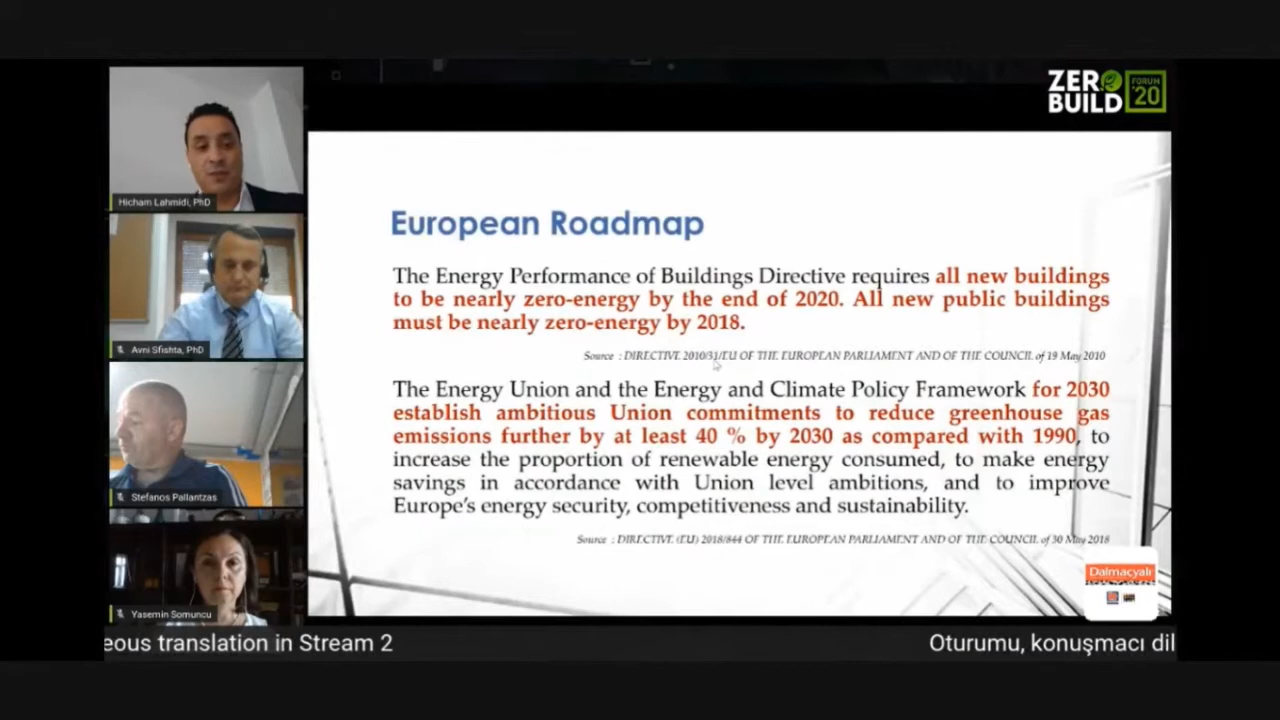 ZERO
BUILD
FORUM
'20
Hicham Lahmidi, PhD
Avni Sfishta, PhD
Stefanos Pallantzas
Yasemin Somuncu
European Roadmap
The Energy Performance of Buildings Directive requires all new buildings
to be nearly zero-energy by the end of 2020. All new public buildings
must be nearly zero-energy by 2018.
Source : DIRECTIVE 2010/31/EU OF THE EUROPEAN PARLIAMENT AND OF THE COUNCIL of 19 May 2010
The Energy Union and the Energy and Climate Policy Framework for 2030
establish ambitious Union commitments to reduce greenhouse gas
emissions further by at least 40 % by 2030 as compared with 1990, to
increase the proportion of renewable energy consumed, to make energy
savings in accordance with Union level ambitions, and to improve
Europe's energy security, competitiveness and sustainability.
Source : DIRECTIVE (EU) 2018/844 OF THE EUROPEAN PARLIAMENT AND OF THE COUNCIL of 30 May 2018
Dalmaçyalı
eous translation in Stream 2
Oturumu, konuşmacı dil